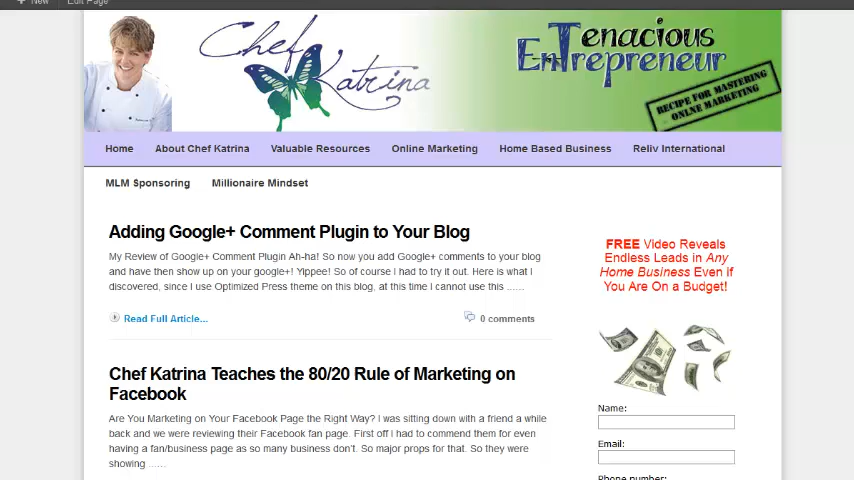 New Edit Page
Chef Katrina
Tenacious
EnTrepreneur
RECIPE FOR MASTERING
ONLINE MARKETING
Home About Chef Katrina Valuable Resources Online Marketing Home Based Business Reliv International
MLM Sponsoring Millionaire Mindset
Adding Google+ Comment Plugin to Your Blog
My Review of Google+ Comment Plugin Ah-ha! So now you add Google+ comments to your blog
and have then show up on your google+! Yippee! So of course I had to try it out. Here is what I
discovered, since I use Optimized Press theme on this blog, at this time I cannot use this ......
Read Full Article... 0 comments
Chef Katrina Teaches the 80/20 Rule of Marketing on
Facebook
Are You Marketing on Your Facebook Page the Right Way? I was sitting down with a friend a while
back and we were reviewing their Facebook fan page. First off I had to commend them for even
having a fan/business page as so many business don't. So major props for that. So they were
showing ......
FREE Video Reveals
Endless Leads in Any
Home Business Even If
You Are On a Budget!
Name:
Email:
Phone number: